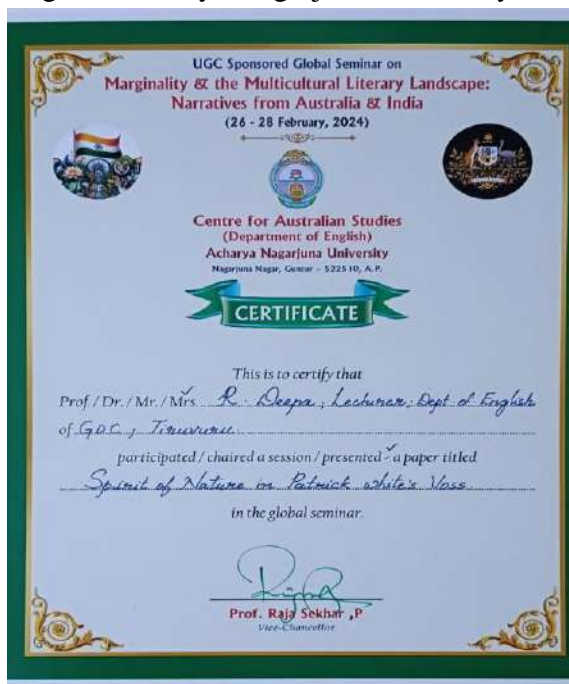 UGC Sponsored Global Seminar on
Marginality & the Multicultural Literary Landscape:
Narratives from Australia & India
(26 - 28 February, 2024)
Centre for Australian Studies
(Department of English)
Acharya Nagarjuna University
Nagarjuna Nagar, Guntur – 522510, A.P.
CERTIFICATE
This is to certify that
Prof./Dr./Mr./Mrs. R. Deepa, Lecturer, Dept of English
of GDC, Tiruvuru
participated / chaired a session / presented a paper titled
Spirit of Nature in Patrick White's Voss
in the global seminar.
Prof. Raja Sekhar ,P
Vice-Chancellor